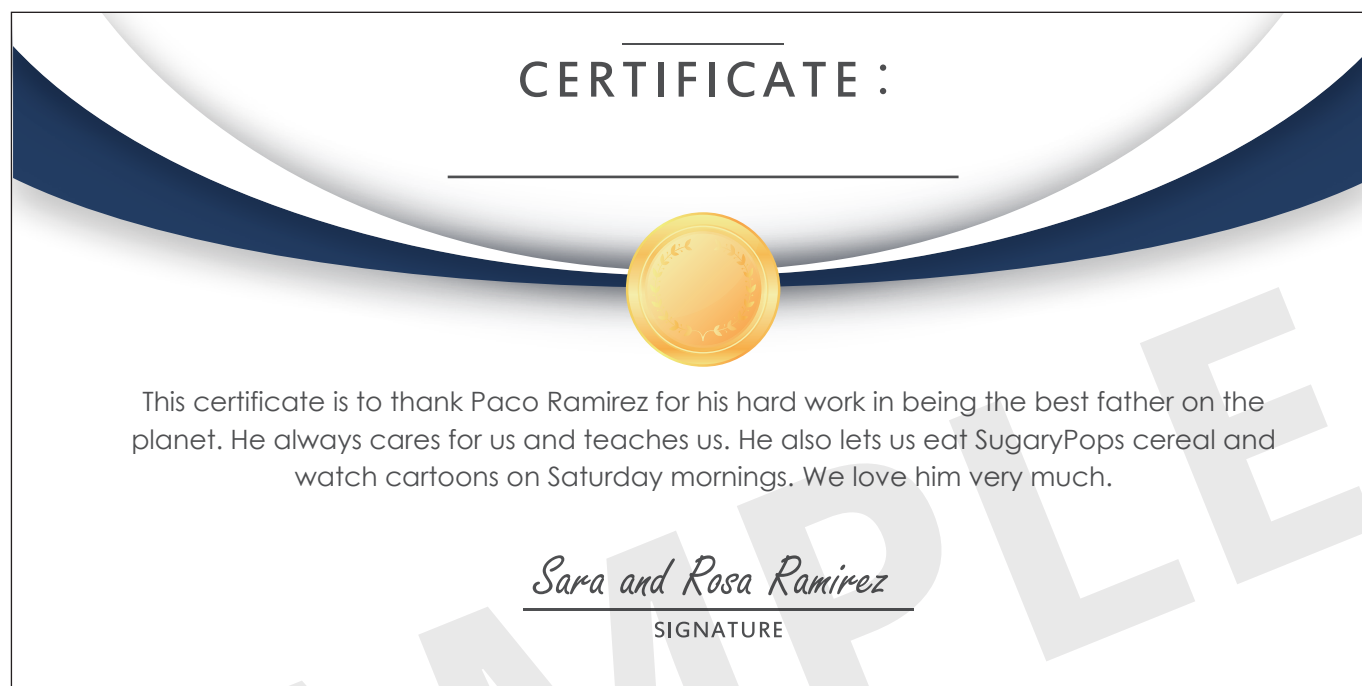 CERTIFICATE :
This certificate is to thank Paco Ramirez for his hard work in being the best father on the
planet. He always cares for us and teaches us. He also lets us eat SugaryPops cereal and
watch cartoons on Saturday mornings. We love him very much.
Sara and Rosa Ramirez
SIGNATURE
MPLE